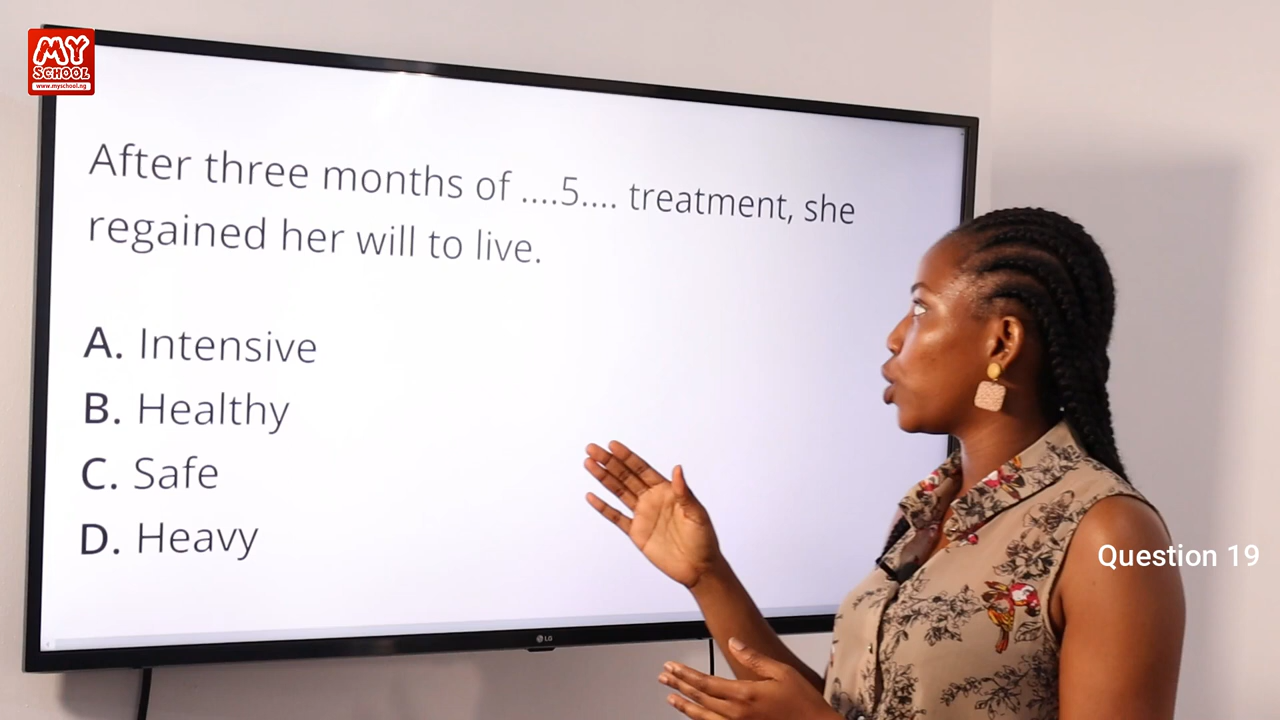 MY
SCHOOL
www.myschool.ng
After three months of ....5.... treatment, she
regained her will to live.
A. Intensive
B. Healthy
C. Safe
D. Heavy
Question 19
LG